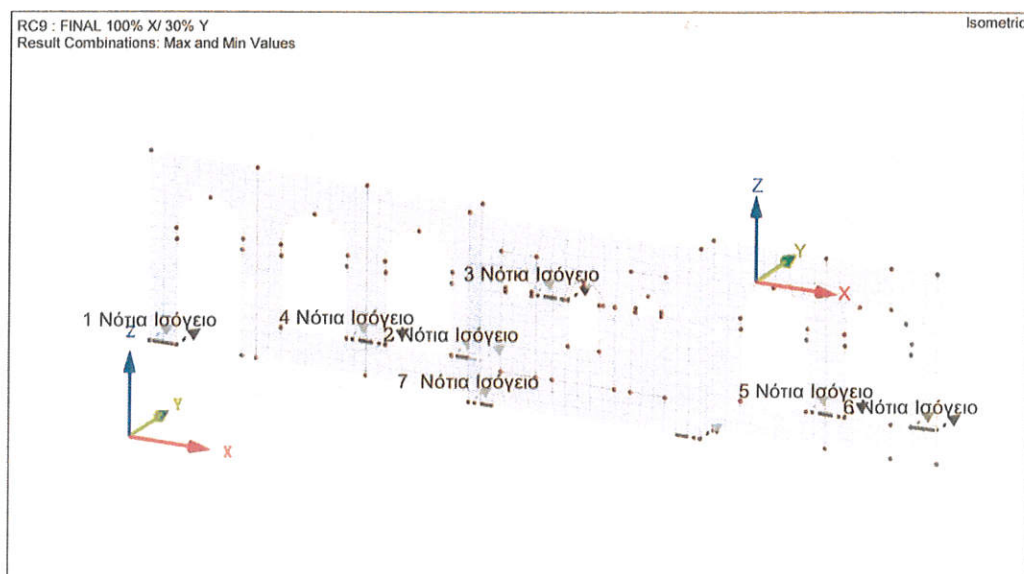 RC9 : FINAL 100% X/ 30% Y
Isometric
Result Combinations: Max and Min Values
Z
Y
X
3 Νότια Ισόγειο
1 Νότια Ισόγειο
4 Νότια Ισόγειο
2 Νότια Ισόγειο
Z
7 Νότια Ισόγειο
5 Νότια Ισόγειο
6 Νότια Ισόγειο
Y
X